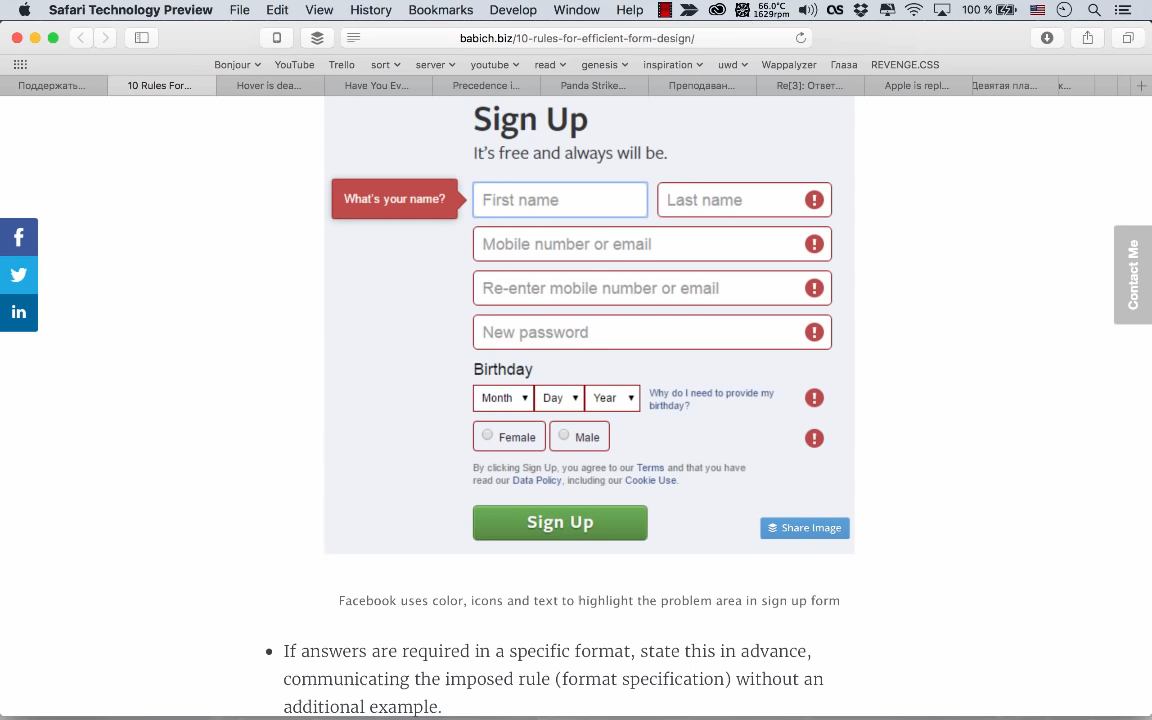 Safari Technology Preview File Edit View History Bookmarks Develop Window Help 66.0°C 1629rpm 100 %
babich.biz/10-rules-for-efficient-form-design/
Bonjour YouTube Trello sort server youtube read genesis inspiration uwd Wappalyzer Глаза REVENGE.CSS
Поддержать... 10 Rules For... Hover is dea... Have You Ev... Precedence i... Panda Strike... Преподаван... Re[3]: Ответ... Apple is repl... Девятая пла... к...
Sign Up
It's free and always will be.
What's your name? First name Last name
Mobile number or email
Re-enter mobile number or email
New password
Birthday
Month Day Year Why do I need to provide my
birthday?
Female Male
By clicking Sign Up, you agree to our Terms and that you have
read our Data Policy, including our Cookie Use.
Sign Up
Share Image
Contact Me
Facebook uses color, icons and text to highlight the problem area in sign up form
• If answers are required in a specific format, state this in advance,
communicating the imposed rule (format specification) without an
additional example.